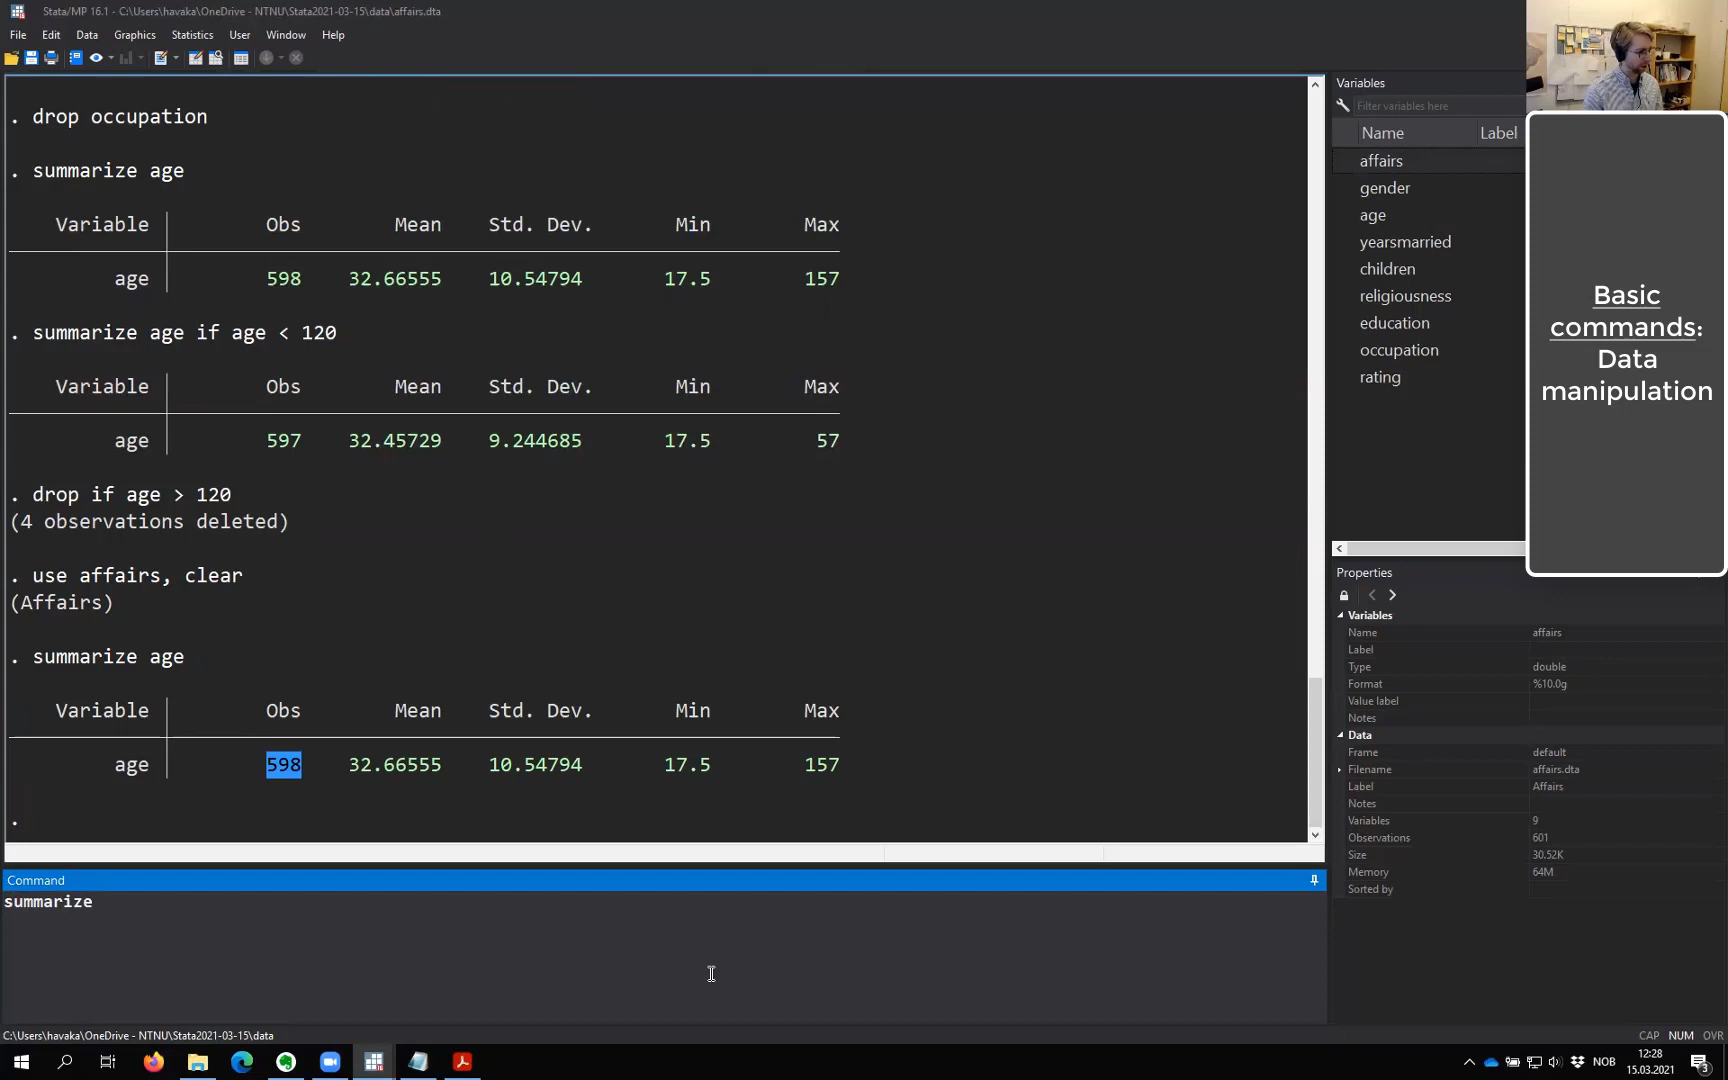 Stata/MP 16.1 - C:\Users\havaka\OneDrive - NTNU\Stata2021-03-15\data\affairs.dta
File Edit Data Graphics Statistics User Window Help
. drop occupation
. summarize age
Variable Obs Mean Std. Dev. Min Max
age 598 32.66555 10.54794 17.5 157
. summarize age if age < 120
Variable Obs Mean Std. Dev. Min Max
age 597 32.45729 9.244685 17.5 57
. drop if age > 120
(4 observations deleted)
. use affairs, clear
(Affairs)
. summarize age
Variable Obs Mean Std. Dev. Min Max
age 598 32.66555 10.54794 17.5 157
.
Command
summarize
C:\Users\havaka\OneDrive - NTNU\Stata2021-03-15\data
Variables
Filter variables here
Name Label
affairs
gender
age
yearsmarried
children
religiousness
education
occupation
rating
Basic
commands:
Data
manipulation
Properties
Variables
Name affairs
Label
Type double
Format %10.0g
Value label
Notes
Data
Frame default
Filename affairs.dta
Label Affairs
Notes
Variables 9
Observations 601
Size 30.52K
Memory 64M
Sorted by
CAP NUM OVR
NOB
12:28
15.03.2021
3